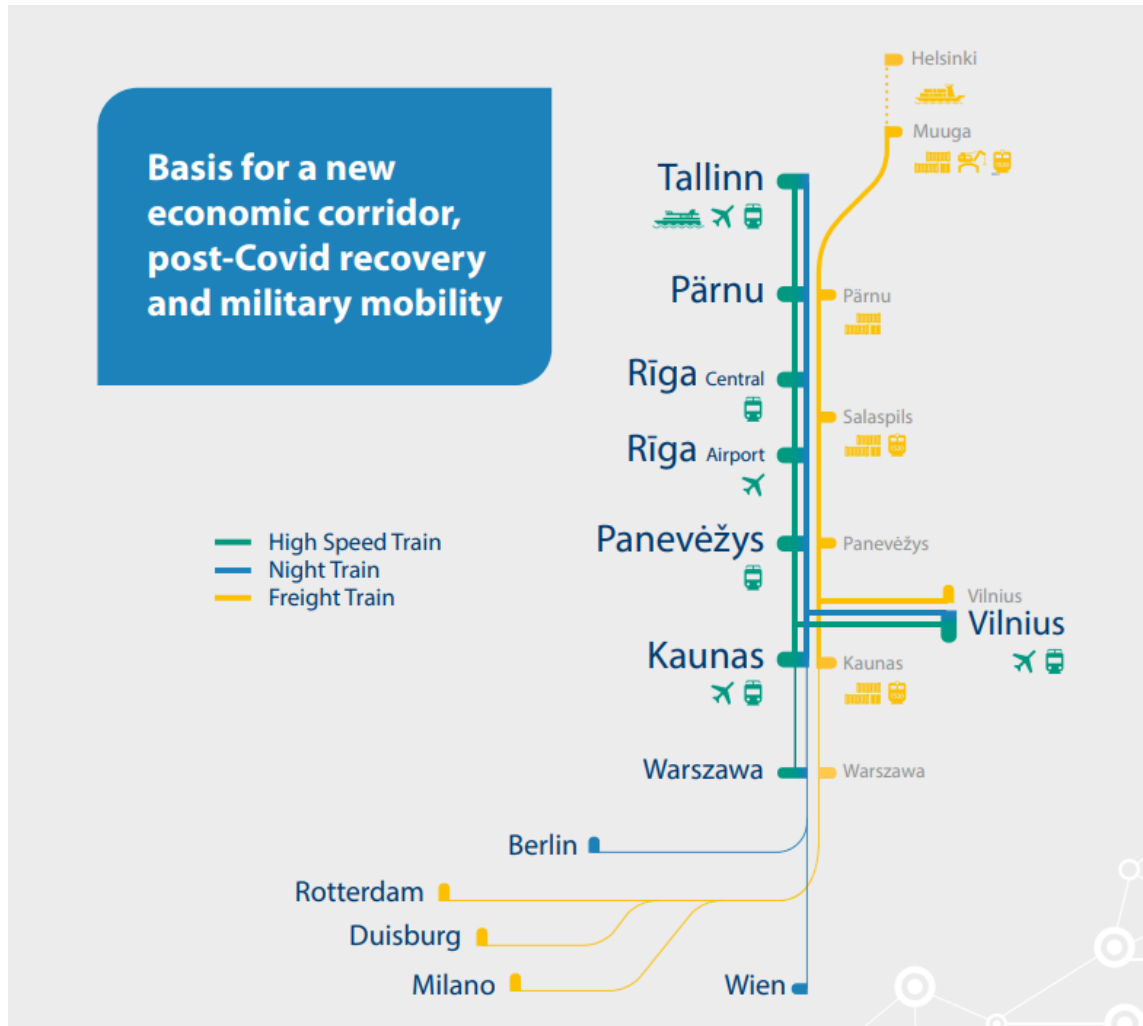 Basis for a new
economic corridor,
post-Covid recovery
and military mobility
Helsinki
Muuga
Tallinn
Pärnu
Pärnu
Rīga Central
Salaspils
Rīga Airport
High Speed Train
Night Train
Freight Train
Panevėžys
Panevėžys
Vilnius
Vilnius
Kaunas
Kaunas
Warszawa
Warszawa
Berlin
Rotterdam
Duisburg
Milano
Wien